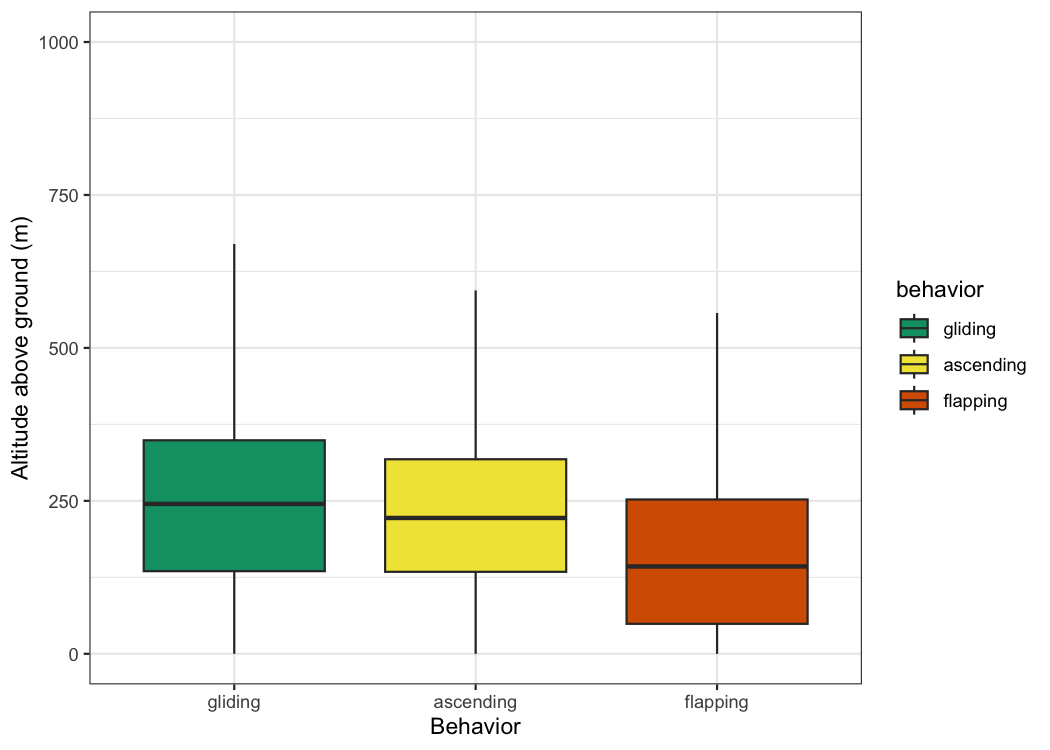 Altitude above ground (m)
1000
750
500
250
0
gliding
ascending
flapping
Behavior
behavior
gliding
ascending
flapping